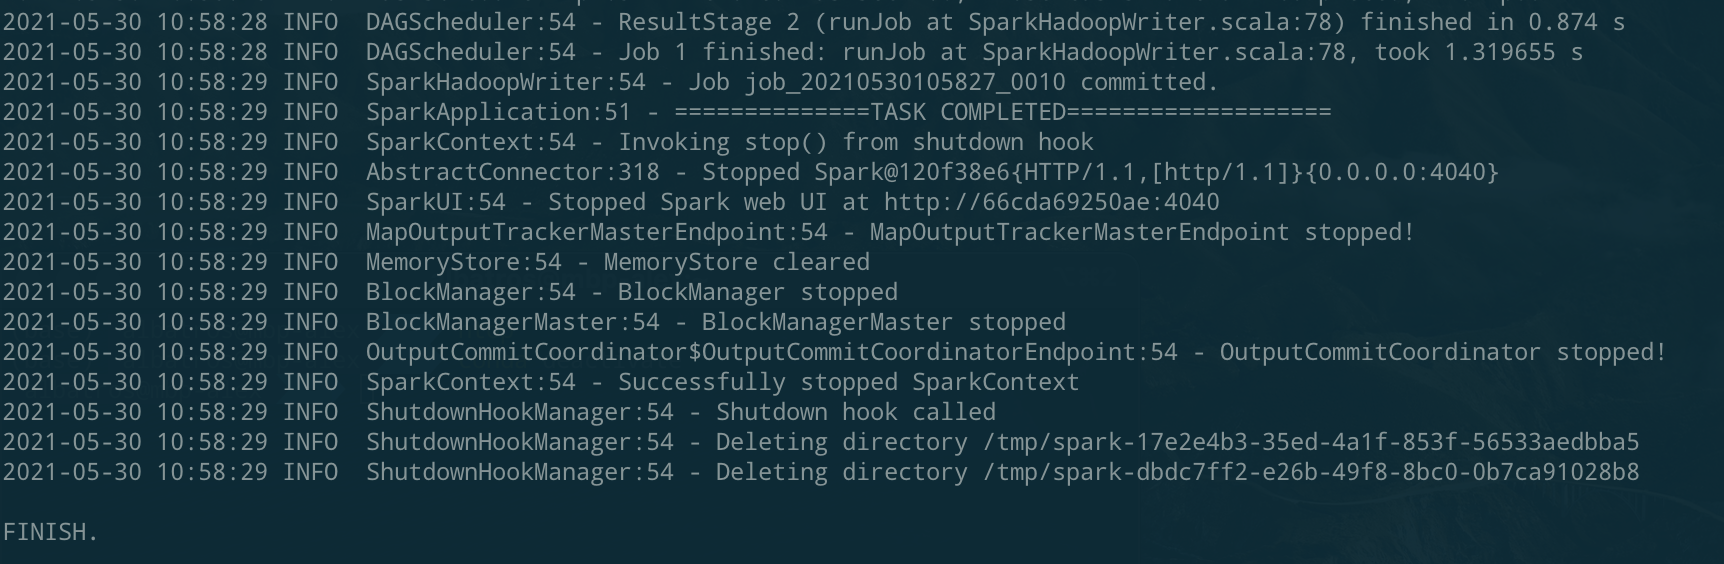 2021-05-30 10:58:28 INFO  DAGScheduler:54 - ResultStage 2 (runJob at SparkHadoopWriter.scala:78) finished in 0.874 s
2021-05-30 10:58:28 INFO  DAGScheduler:54 - Job 1 finished: runJob at SparkHadoopWriter.scala:78, took 1.319655 s
2021-05-30 10:58:29 INFO  SparkHadoopWriter:54 - Job job_20210530105827_0010 committed.
2021-05-30 10:58:29 INFO  SparkApplication:51 - ==============TASK COMPLETED===================
2021-05-30 10:58:29 INFO  SparkContext:54 - Invoking stop() from shutdown hook
2021-05-30 10:58:29 INFO  AbstractConnector:318 - Stopped Spark@120f38e6{HTTP/1.1,[http/1.1]}{0.0.0.0:4040}
2021-05-30 10:58:29 INFO  SparkUI:54 - Stopped Spark web UI at http://66cda69250ae:4040
2021-05-30 10:58:29 INFO  MapOutputTrackerMasterEndpoint:54 - MapOutputTrackerMasterEndpoint stopped!
2021-05-30 10:58:29 INFO  MemoryStore:54 - MemoryStore cleared
2021-05-30 10:58:29 INFO  BlockManager:54 - BlockManager stopped
2021-05-30 10:58:29 INFO  BlockManagerMaster:54 - BlockManagerMaster stopped
2021-05-30 10:58:29 INFO  OutputCommitCoordinator$OutputCommitCoordinatorEndpoint:54 - OutputCommitCoordinator stopped!
2021-05-30 10:58:29 INFO  SparkContext:54 - Successfully stopped SparkContext
2021-05-30 10:58:29 INFO  ShutdownHookManager:54 - Shutdown hook called
2021-05-30 10:58:29 INFO  ShutdownHookManager:54 - Deleting directory /tmp/spark-17e2e4b3-35ed-4a1f-853f-56533aedbba5
2021-05-30 10:58:29 INFO  ShutdownHookManager:54 - Deleting directory /tmp/spark-dbdc7ff2-e26b-49f8-8bc0-0b7ca91028b8
FINISH.